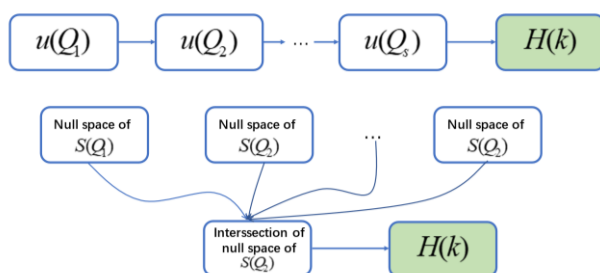 u(Q₁) u(Q₂) ... u(Qₛ) H(k)
Null space of Null space of ... Null space of
S(Q₁) S(Q₂) S(Q₂)
Interssection of
null space of
S(Q₂)
H(k)